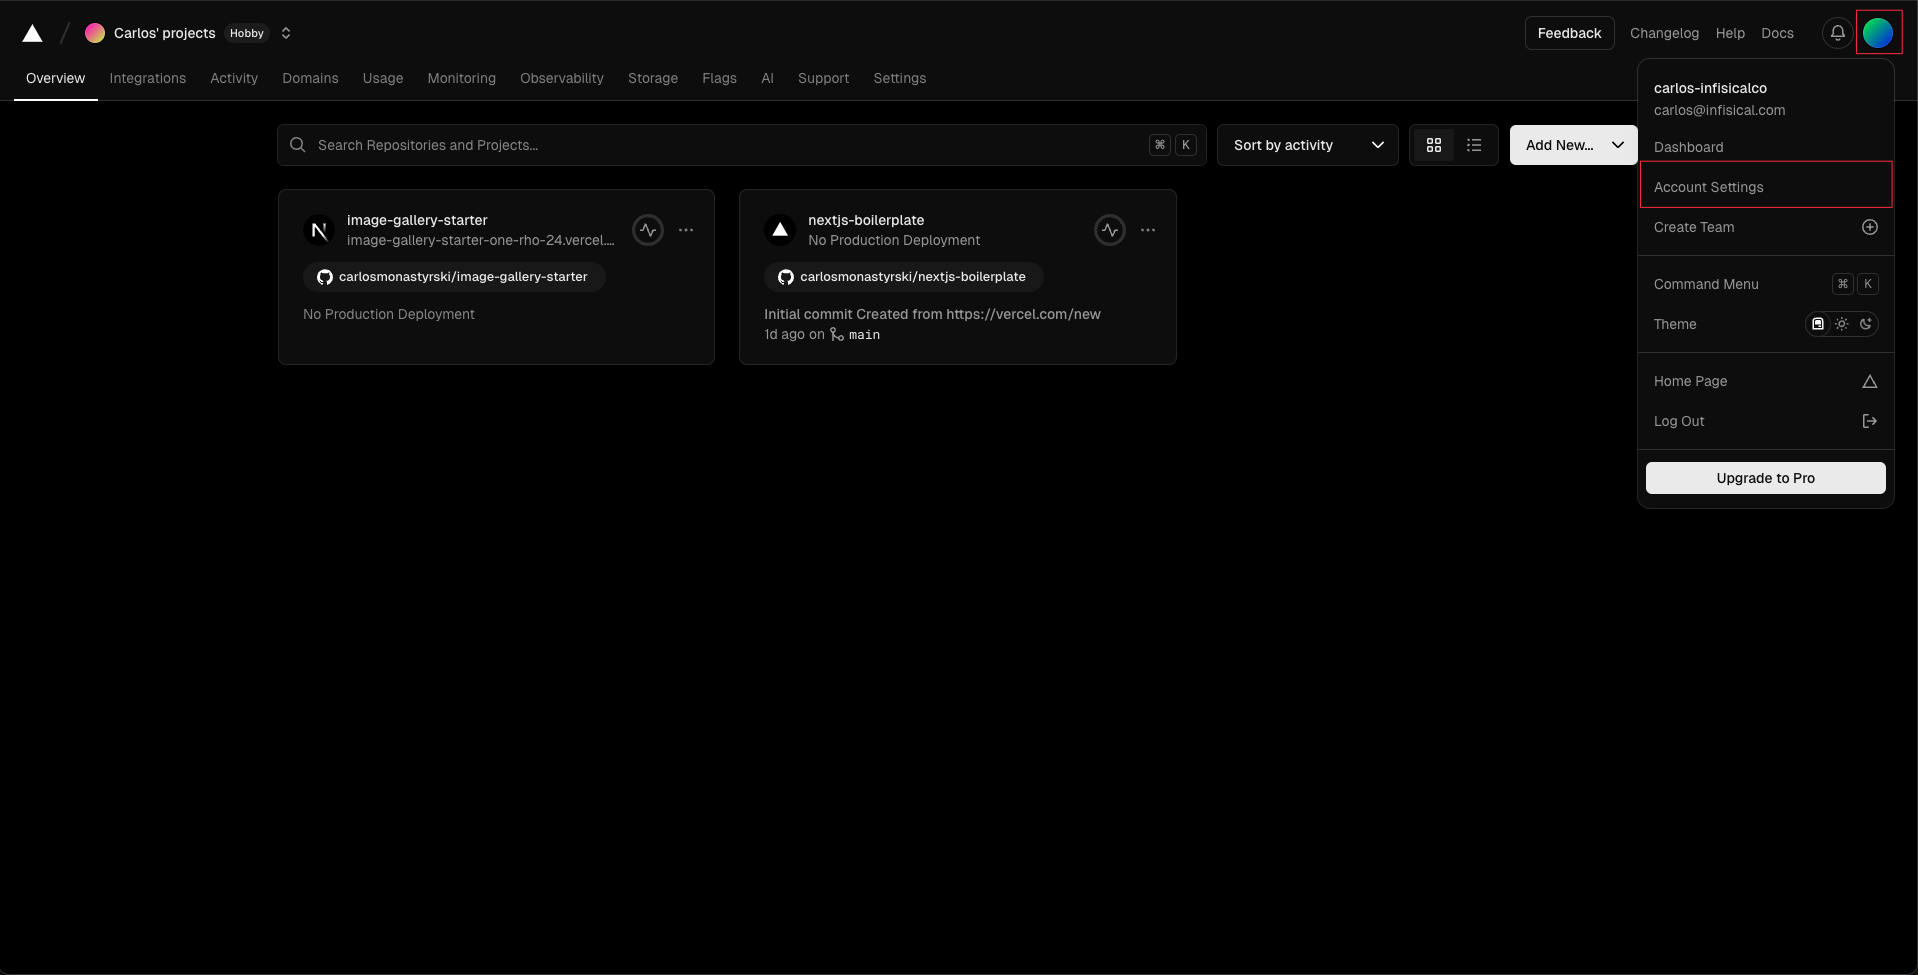 Carlos' projects Hobby
Feedback Changelog Help Docs
Overview Integrations Activity Domains Usage Monitoring Observability Storage Flags AI Support Settings
Search Repositories and Projects... ⌘ K
Sort by activity
Add New...
image-gallery-starter
image-gallery-starter-one-rho-24.vercel....
carlosmonastyrski/image-gallery-starter
No Production Deployment
nextjs-boilerplate
No Production Deployment
carlosmonastyrski/nextjs-boilerplate
Initial commit Created from https://vercel.com/new
1d ago on main
carlos-infisicalco
carlos@infisical.com
Dashboard
Account Settings
Create Team
Command Menu ⌘ K
Theme
Home Page
Log Out
Upgrade to Pro